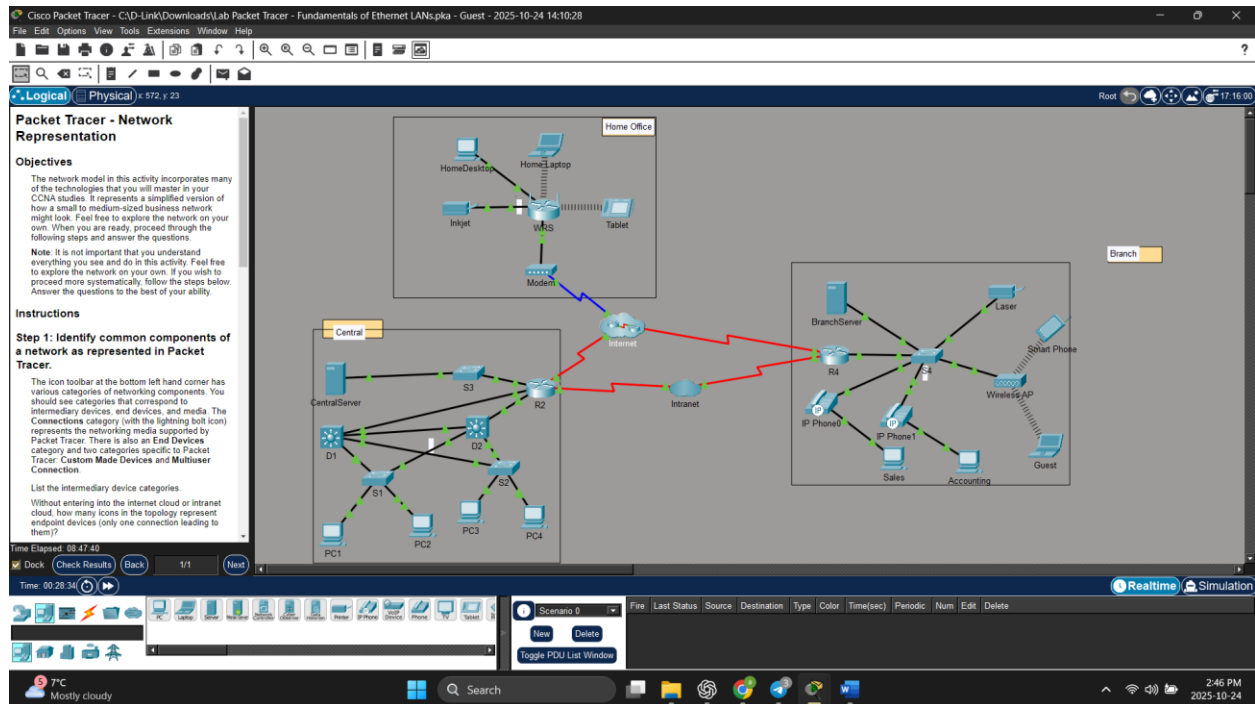 Cisco Packet Tracer - C:\D-Link\Downloads\Lab Packet Tracer - Fundamentals of Ethernet LANs.pka - Guest - 2025-10-24 14:10:28
File Edit Options View Tools Extensions Window Help
?
Logical Physical x: 572, y: 23
Root 17:16:00
Packet Tracer - Network
Representation
Objectives
The network model in this activity incorporates many
of the technologies that you will master in your
CCNA studies. It represents a simplified version of
how a small to medium-sized business network
might look. Feel free to explore the network on your
own. When you are ready, proceed through the
following steps and answer the questions.
Note: It is not important that you understand
everything you see and do in this activity. Feel free
to explore the network on your own. If you wish to
proceed more systematically, follow the steps below.
Answer the questions to the best of your ability.
Instructions
Step 1: Identify common components of
a network as represented in Packet
Tracer.
The icon toolbar at the bottom left hand corner has
various categories of networking components. You
should see categories that correspond to
intermediary devices, end devices, and media. The
Connections category (with the lightning bolt icon)
represents the networking media supported by
Packet Tracer. There is also an End Devices
category and two categories specific to Packet
Tracer: Custom Made Devices and Multiuser
Connection.
List the intermediary device categories.
Without entering into the internet cloud or intranet
cloud, how many icons in the topology represent
endpoint devices (only one connection leading to
them)?
Time Elapsed: 08:47:40
Dock Check Results Back 1/1 Next
Home Office
HomeDesktop
Home Laptop
Inkjet
WRS
Tablet
Modem
Internet
Intranet
Central
CentralServer
S3
R2
D1
D2
S1
S2
PC1
PC2
PC3
PC4
Branch
BranchServer
Laser
Smart Phone
R4
S4
Wireless AP
IP Phone0
IP
IP Phone1
IP
Sales
Accounting
Guest
Time: 00:28:34
Realtime Simulation
PC Laptop Server Printer IP Phone VoIP Device Phone TV Tablet
Scenario 0
New Delete
Toggle PDU List Window
Fire Last Status Source Destination Type Color Time(sec) Periodic Num Edit Delete
5
7°C
Mostly cloudy
Search
3
2:46 PM
2025-10-24